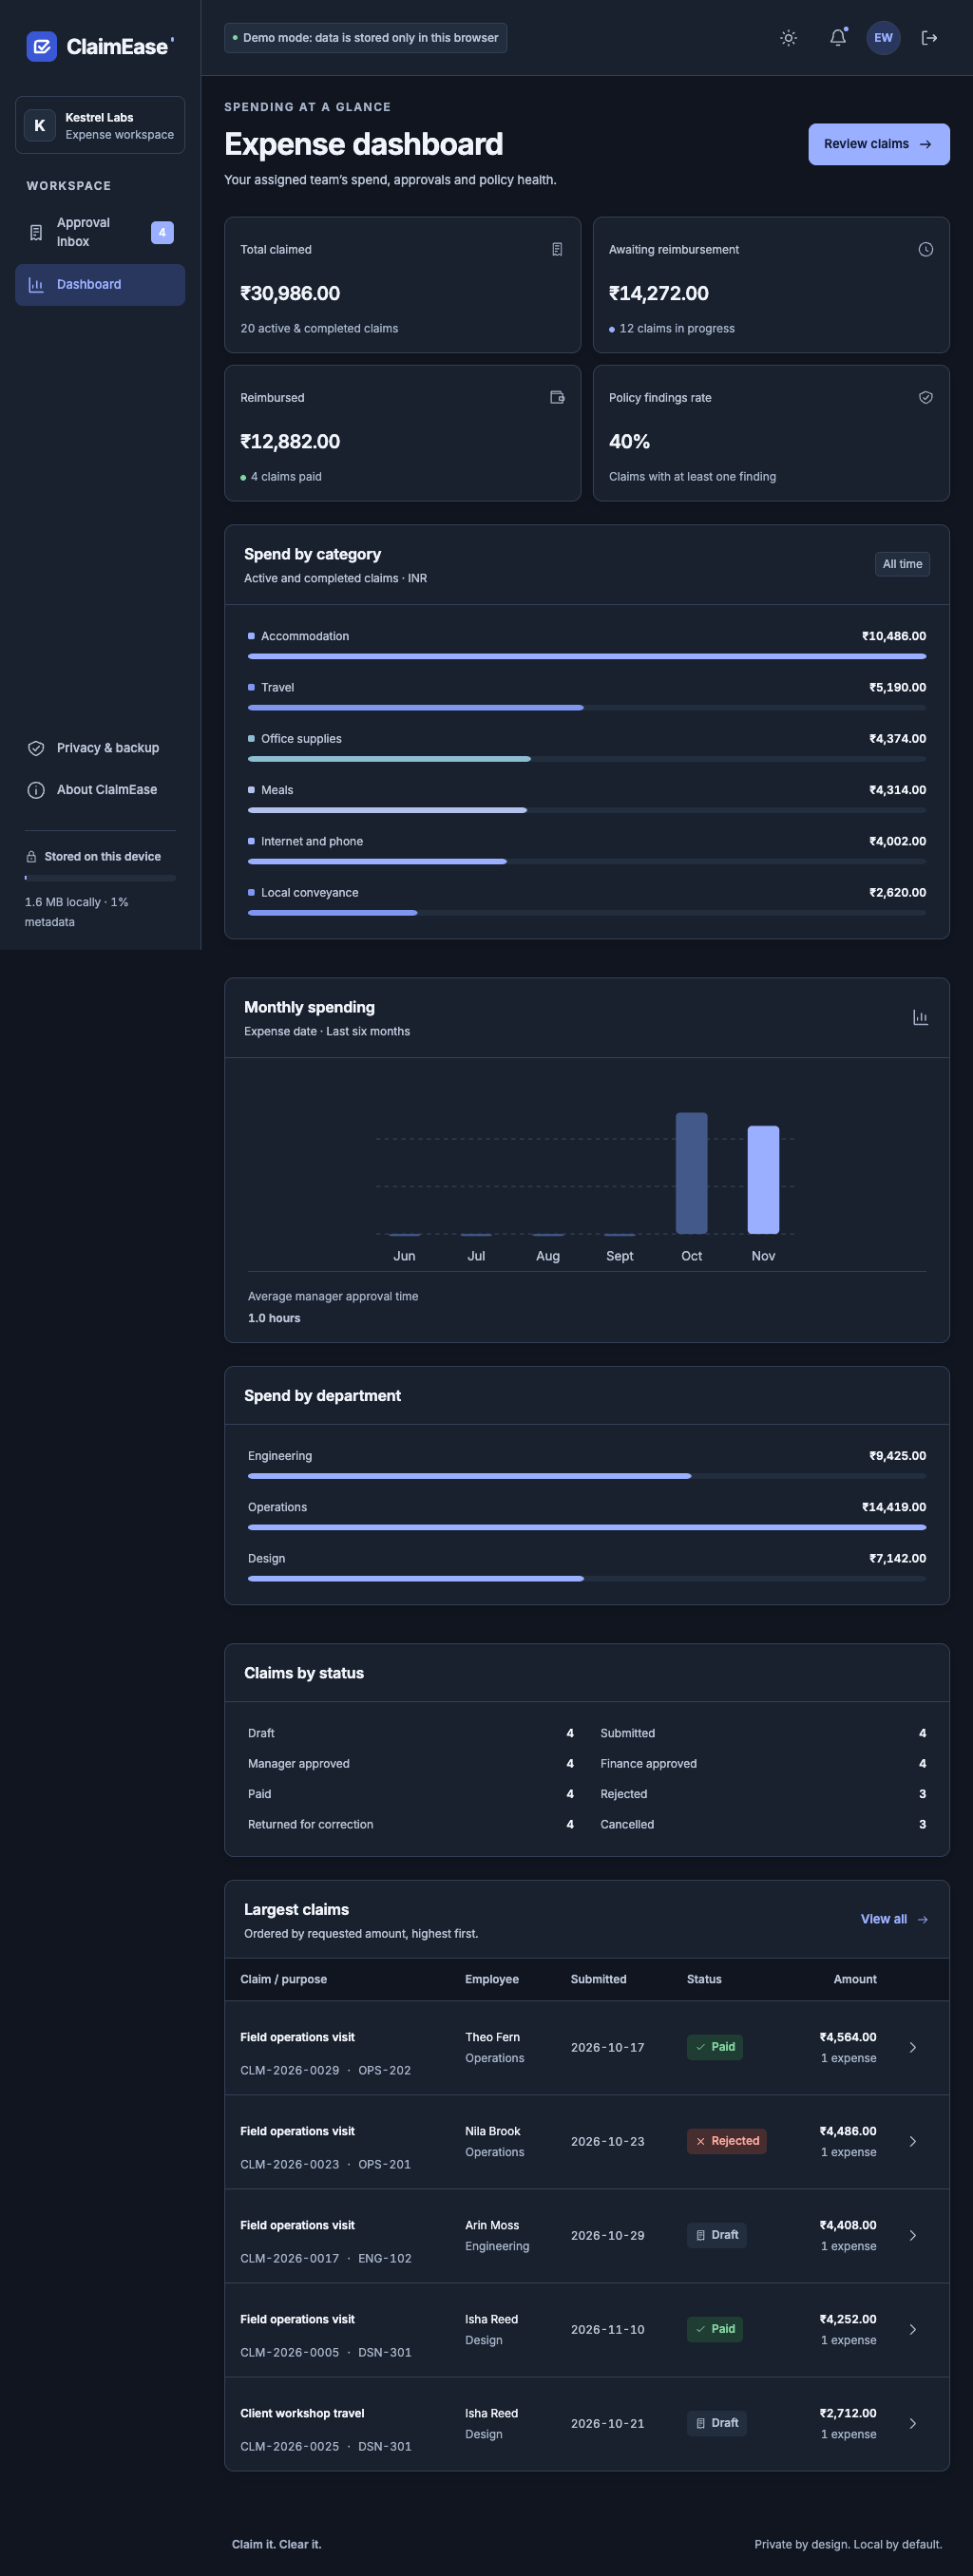 ClaimEase
Demo mode: data is stored only in this browser
EW
K
Kestrel Labs
Expense workspace
WORKSPACE
Approval
Inbox
4
Dashboard
Privacy & backup
About ClaimEase
Stored on this device
1.6 MB locally · 1%
metadata
SPENDING AT A GLANCE
Expense dashboard
Your assigned team’s spend, approvals and policy health.
Review claims →
Total claimed
₹30,986.00
20 active & completed claims
Awaiting reimbursement
₹14,272.00
12 claims in progress
Reimbursed
₹12,882.00
4 claims paid
Policy findings rate
40%
Claims with at least one finding
Spend by category
Active and completed claims · INR
All time
Accommodation ₹10,486.00
Travel ₹5,190.00
Office supplies ₹4,374.00
Meals ₹4,314.00
Internet and phone ₹4,002.00
Local conveyance ₹2,620.00
Monthly spending
Expense date · Last six months
Jun Jul Aug Sept Oct Nov
Average manager approval time
1.0 hours
Spend by department
Engineering ₹9,425.00
Operations ₹14,419.00
Design ₹7,142.00
Claims by status
Draft 4 Submitted 4
Manager approved 4 Finance approved 4
Paid 4 Rejected 3
Returned for correction 4 Cancelled 3
Largest claims
Ordered by requested amount, highest first.
View all →
Claim / purpose Employee Submitted Status Amount
Field operations visit Theo Fern 2026-10-17 Paid ₹4,564.00
CLM-2026-0029 · OPS-202 Operations 1 expense
Field operations visit Nila Brook 2026-10-23 Rejected ₹4,486.00
CLM-2026-0023 · OPS-201 Operations 1 expense
Field operations visit Arin Moss 2026-10-29 Draft ₹4,408.00
CLM-2026-0017 · ENG-102 Engineering 1 expense
Field operations visit Isha Reed 2026-11-10 Paid ₹4,252.00
CLM-2026-0005 · DSN-301 Design 1 expense
Client workshop travel Isha Reed 2026-10-21 Draft ₹2,712.00
CLM-2026-0025 · DSN-301 Design 1 expense
Claim it. Clear it.
Private by design. Local by default.